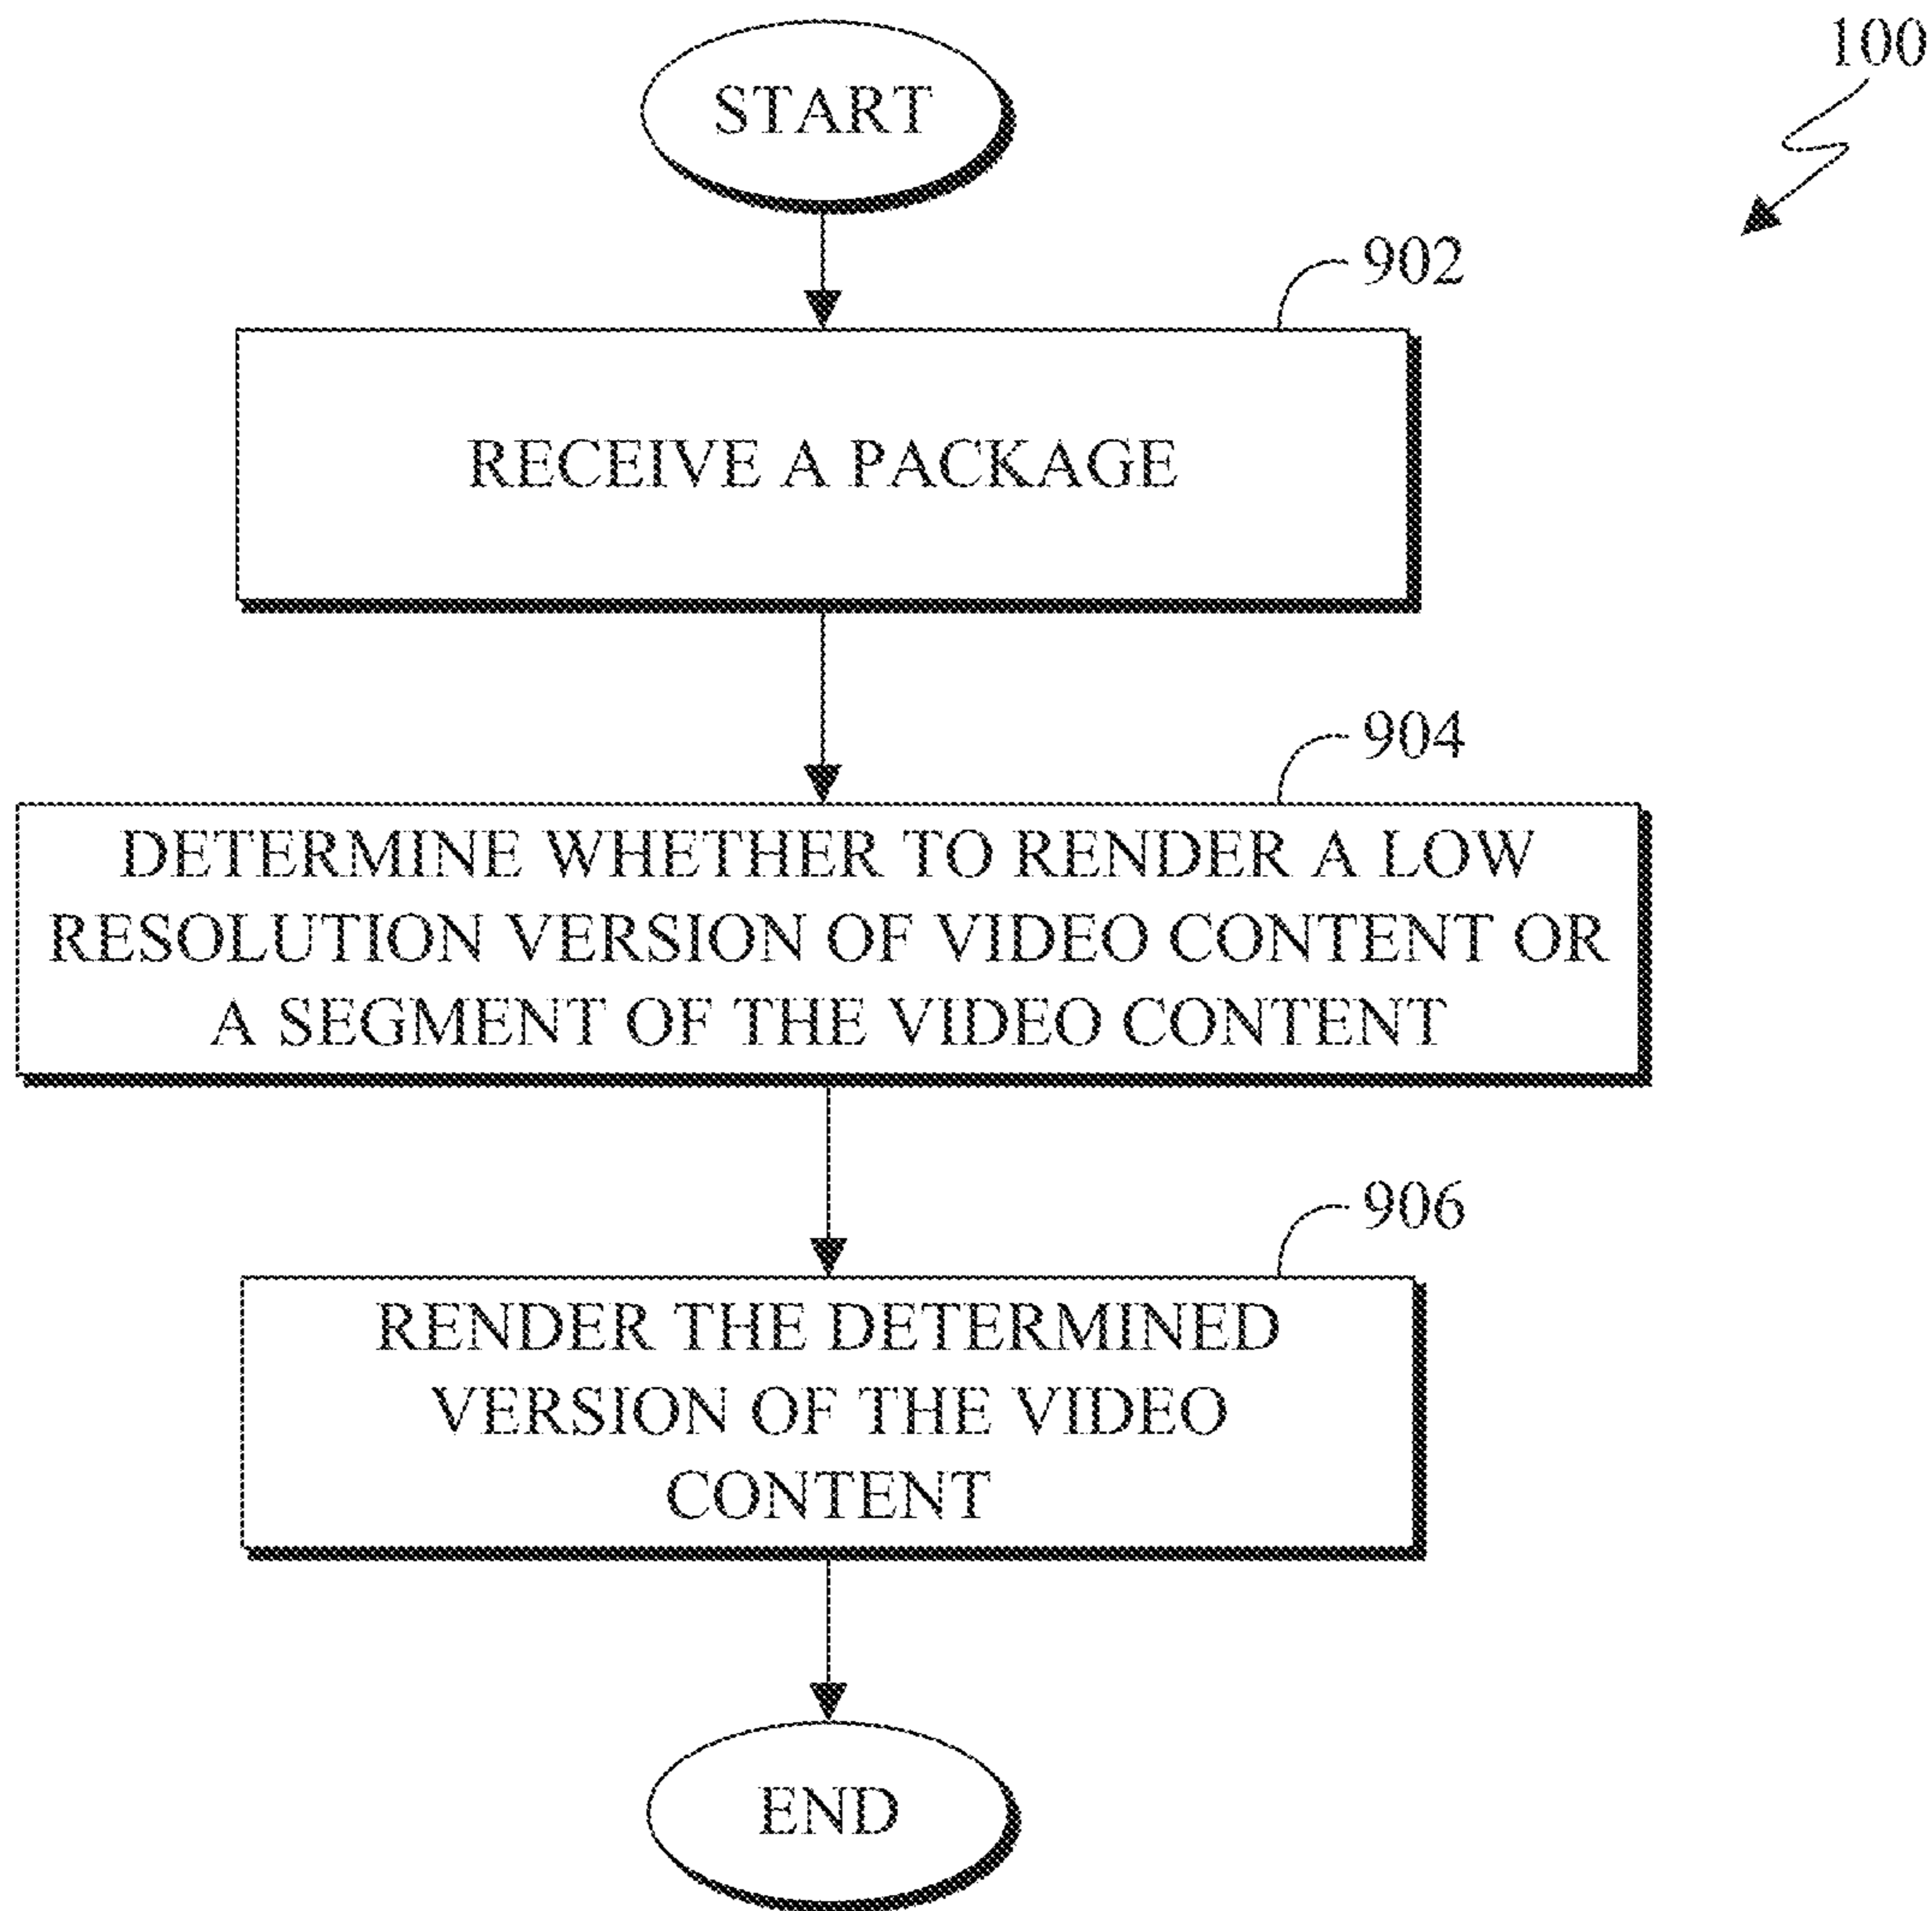 100
START
902
RECEIVE A PACKAGE
904
DETERMINE WHETHER TO RENDER A LOW
RESOLUTION VERSION OF VIDEO CONTENT OR
A SEGMENT OF THE VIDEO CONTENT
906
RENDER THE DETERMINED
VERSION OF THE VIDEO
CONTENT
END